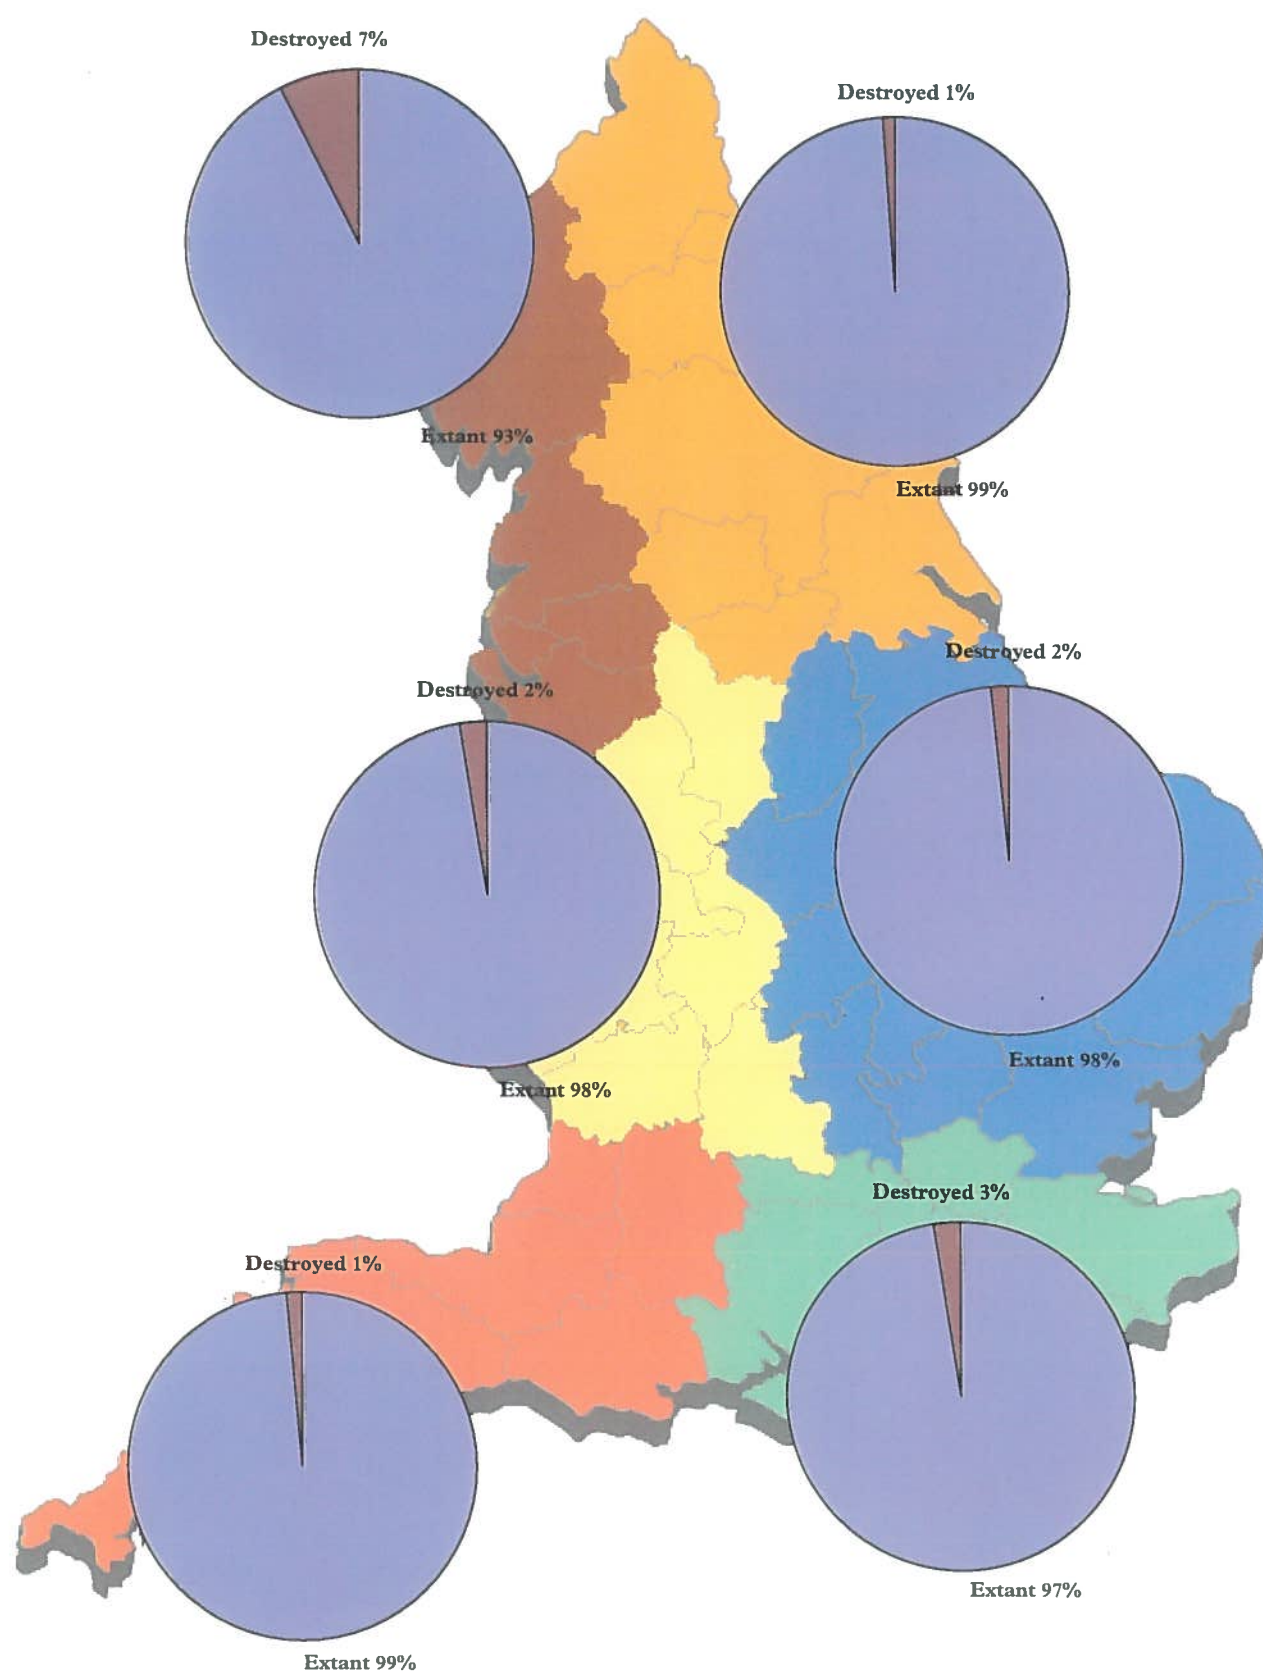 Destroyed 7%
Destroyed 1%
Extant 93%
Extant 99%
Destroyed 2%
Destroyed 2%
Extant 98%
Extant 98%
Destroyed 3%
Destroyed 1%
Extant 97%
Extant 99%